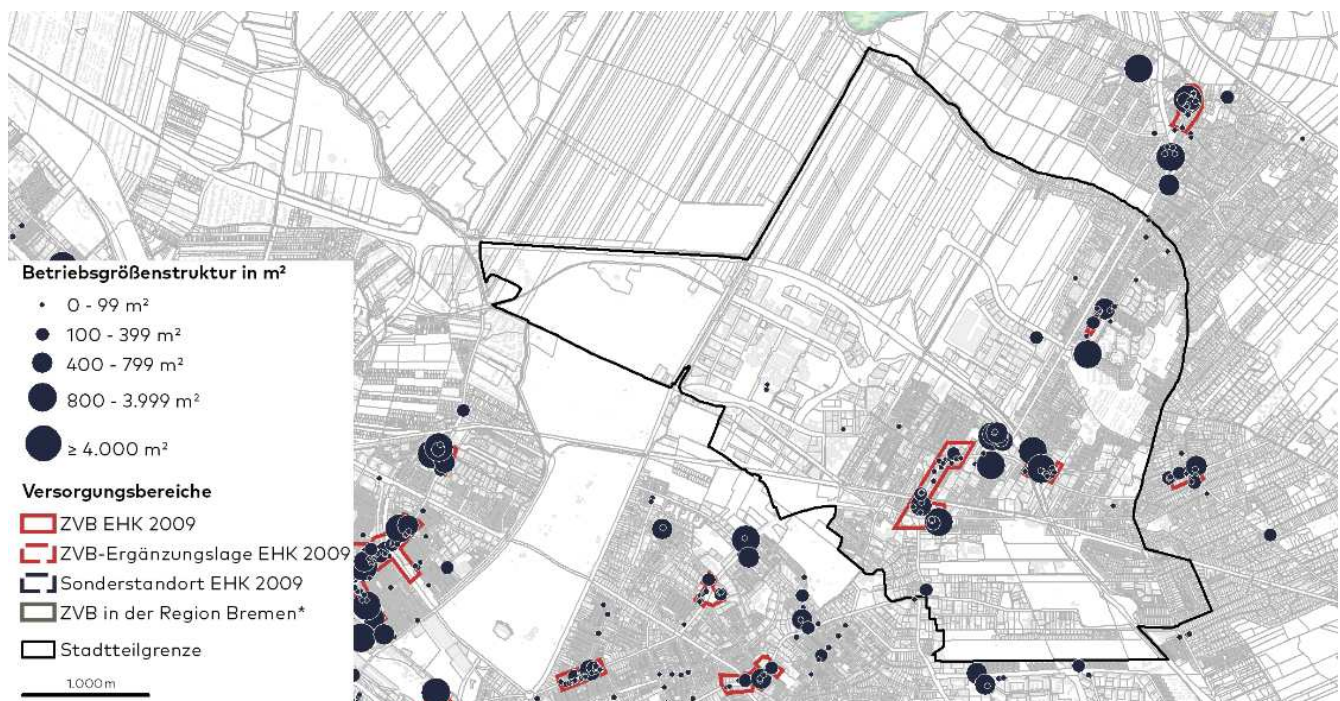 Betriebsgrößenstruktur in m²
0 - 99 m²
100 - 399 m²
400 - 799 m²
800 - 3.999 m²
≥ 4.000 m²
Versorgungsbereiche
ZVB EHK 2009
ZVB-Ergänzungslage EHK 2009
Sonderstandort EHK 2009
ZVB in der Region Bremen*
Stadtteilgrenze
1.000 m